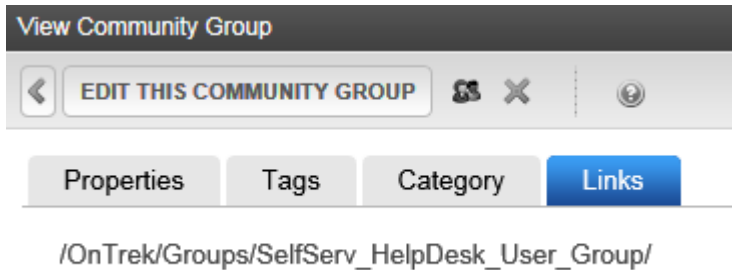 View Community Group
EDIT THIS COMMUNITY GROUP
Properties Tags Category Links
/OnTrek/Groups/SelfServ_HelpDesk_User_Group/